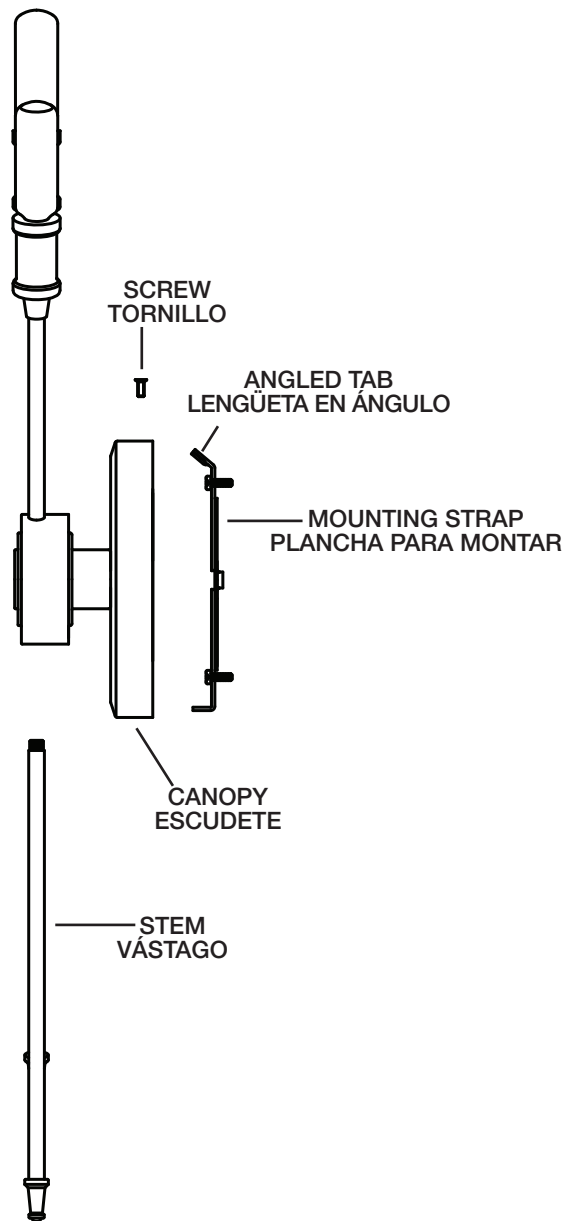 SCREW
TORNILLO
ANGLED TAB
LENGÜETA EN ÁNGULO
MOUNTING STRAP
PLANCHA PARA MONTAR
CANOPY
ESCUDETE
STEM
VÁSTAGO